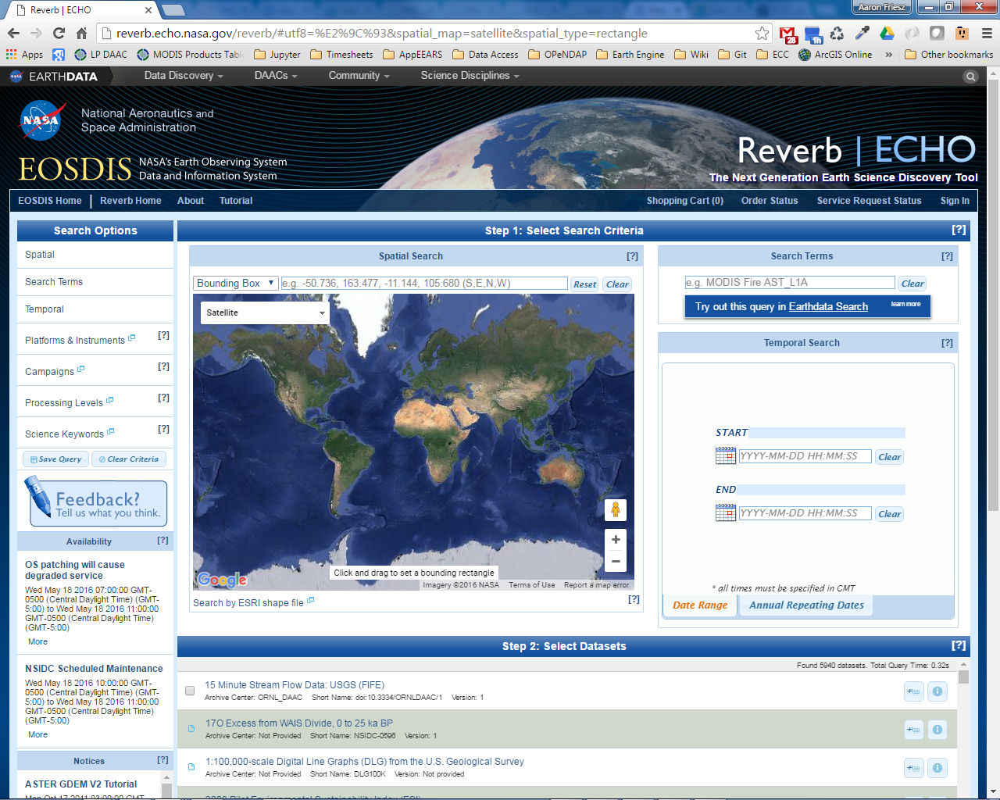 Reverb | ECHO
Aaron Friesz
reverb.echo.nasa.gov/reverb/#utf8=%E2%9C%93&spatial_map=satellite&spatial_type=rectangle
28
1h
Apps
LP DAAC
MODIS Products Tabl
Jupyter
Timesheets
AppEEARS
Data Access
OPeNDAP
Earth Engine
Wiki
Git
ECC
ArcGIS Online
»
Other bookmarks
EARTHDATA
Data Discovery
DAACs
Community
Science Disciplines
NASA
National Aeronautics and
Space Administration
EOSDIS
NASA's Earth Observing System
Data and Information System
Reverb | ECHO
The Next Generation Earth Science Discovery Tool
EOSDIS Home
Reverb Home
About
Tutorial
Shopping Cart (0)
Order Status
Service Request Status
Sign In
Search Options
Spatial
Search Terms
Temporal
Platforms & Instruments [?]
Campaigns [?]
Processing Levels [?]
Science Keywords [?]
Save Query
Clear Criteria
Feedback?
Tell us what you think.
Availability [?]
OS patching will cause
degraded service
Wed May 18 2016 07:00:00 GMT-
0500 (Central Daylight Time) (GMT-
5:00) to Wed May 18 2016 11:00:00
GMT-0500 (Central Daylight Time)
(GMT-5:00)
More
NSIDC Scheduled Maintenance
Wed May 18 2016 10:00:00 GMT-
0500 (Central Daylight Time) (GMT-
5:00) to Wed May 18 2016 11:00:00
GMT-0500 (Central Daylight Time)
(GMT-5:00)
More
Notices [?]
ASTER GDEM V2 Tutorial
Mon Oct 17 2011 03:00:00 GMT-
Step 1: Select Search Criteria [?]
Spatial Search [?]
Bounding Box
e.g. -50.736, 163.477, -11.144, 105.680 (S,E,N,W)
Reset
Clear
Satellite
Click and drag to set a bounding rectangle
Google
Imagery ©2016 NASA
Terms of Use
Report a map error
Search by ESRI shape file [?]
Search Terms [?]
e.g. MODIS Fire AST_L1A
Clear
Try out this query in Earthdata Search
learn more
Temporal Search [?]
START
YYYY-MM-DD HH:MM:SS
Clear
END
YYYY-MM-DD HH:MM:SS
Clear
* all times must be specified in GMT
Date Range
Annual Repeating Dates
Step 2: Select Datasets [?]
Found 5940 datasets. Total Query Time: 0.32s
15 Minute Stream Flow Data: USGS (FIFE)
Archive Center: ORNL_DAAC Short Name: doi:10.3334/ORNLDAAC/1 Version: 1
17O Excess from WAIS Divide, 0 to 25 ka BP
Archive Center: Not Provided Short Name: NSIDC-0596 Version: 1
1:100,000-scale Digital Line Graphs (DLG) from the U.S. Geological Survey
Archive Center: Not Provided Short Name: DLG100K Version: Not provided
2000 Pilot Environmental Sustainability Index (ESI)